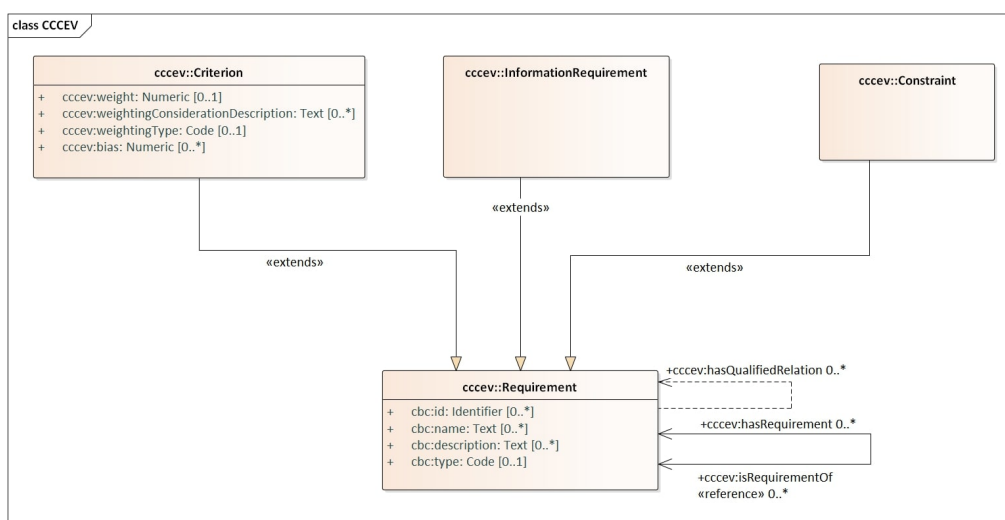 class CCCEV
cccev::Criterion
+ cccev:weight: Numeric [0..1]
+ cccev:weightingConsiderationDescription: Text [0..*]
+ cccev:weightingType: Code [0..1]
+ cccev:bias: Numeric [0..*]
cccev::InformationRequirement
cccev::Constraint
«extends»
«extends»
«extends»
cccev::Requirement
+ cbc:id: Identifier [0..*]
+ cbc:name: Text [0..*]
+ cbc:description: Text [0..*]
+ cbc:type: Code [0..1]
+cccev:hasQualifiedRelation 0..*
+cccev:hasRequirement 0..*
+cccev:isRequirementOf
«reference» 0..*